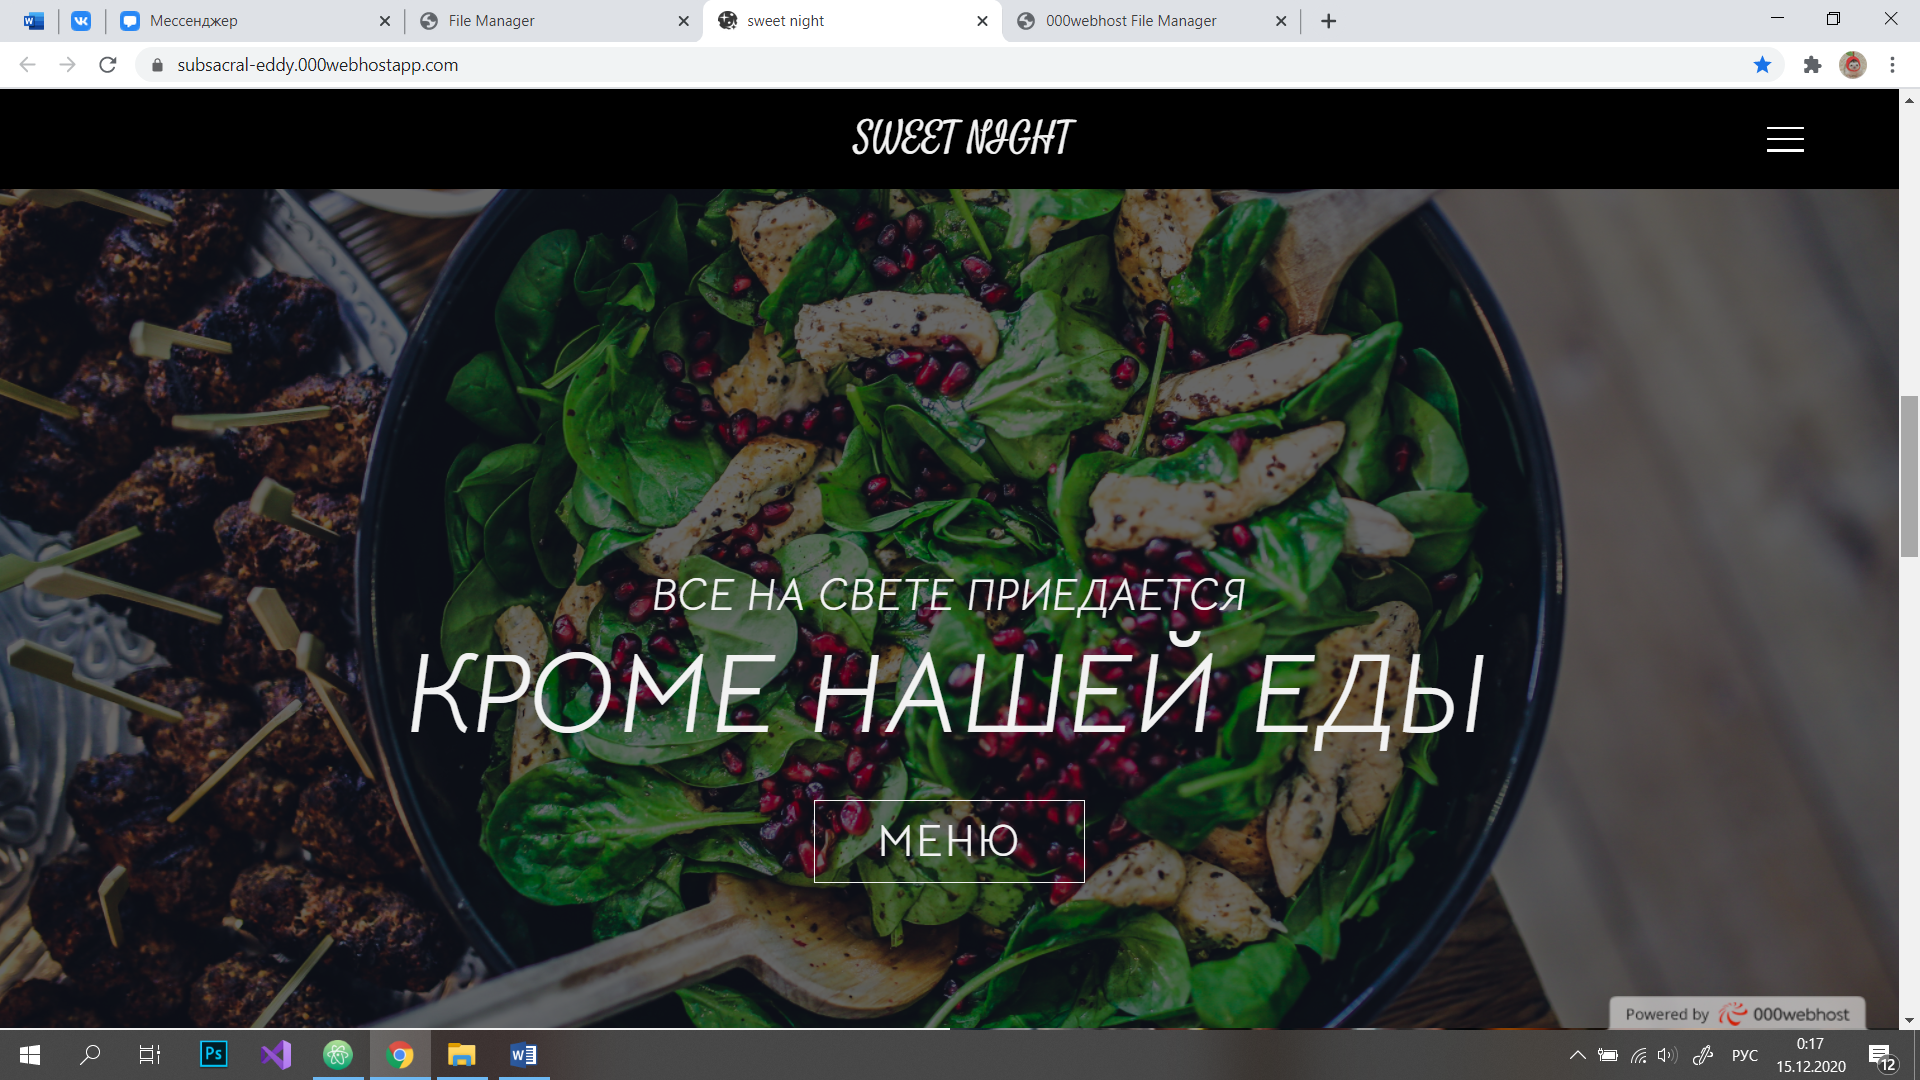 Мессенджер
File Manager
sweet night
000webhost File Manager
subsacral-eddy.000webhostapp.com
SWEET NIGHT
ВСЕ НА СВЕТЕ ПРИЕДАЕТСЯ
КРОМЕ НАШЕЙ ЕДЫ
МЕНЮ
Powered by 000webhost
Ps
РУС
0:17
15.12.2020
12